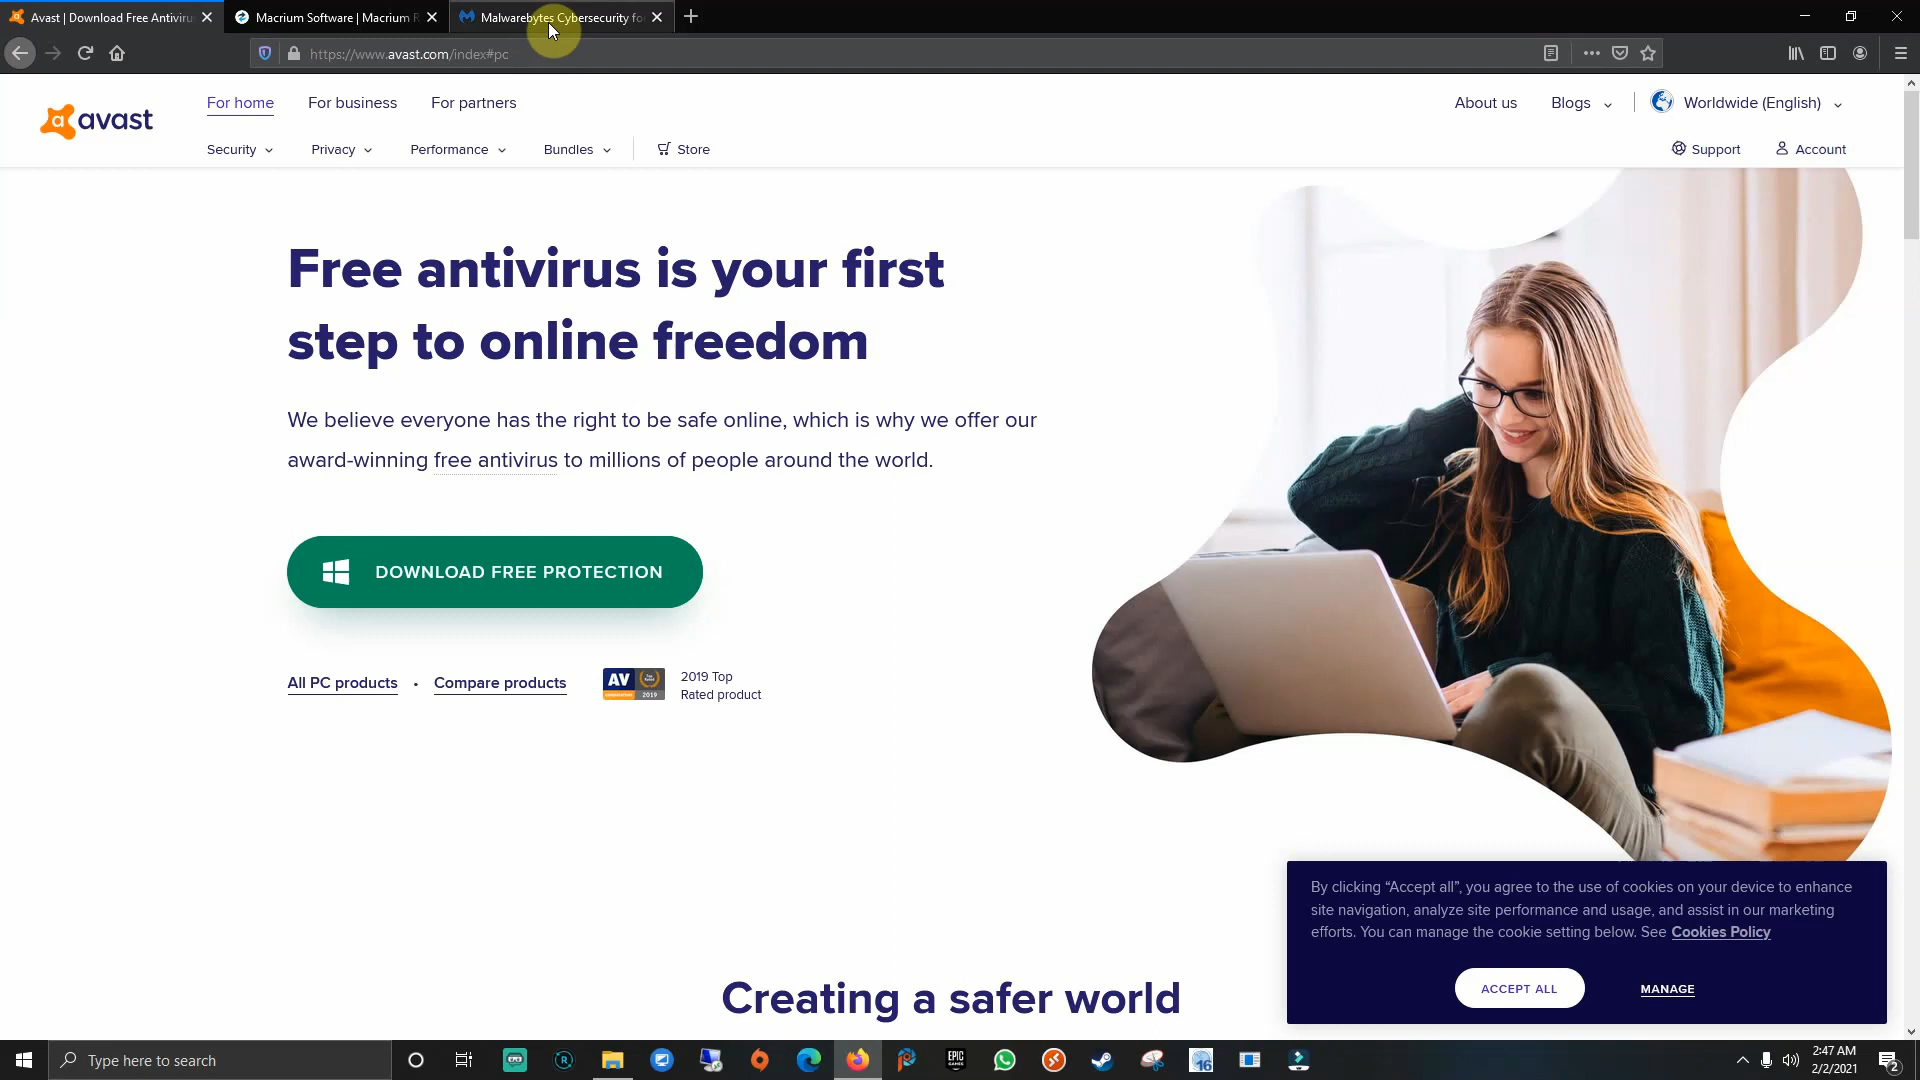 Avast | Download Free Antiviru
Macrium Software | Macrium R
Malwarebytes Cybersecurity fo
https://www.avast.com/index#pc
avast
For home
For business
For partners
About us
Blogs
Worldwide (English)
Security
Privacy
Performance
Bundles
Store
Support
Account
Free antivirus is your first
step to online freedom
We believe everyone has the right to be safe online, which is why we offer our
award-winning free antivirus to millions of people around the world.
DOWNLOAD FREE PROTECTION
All PC products • Compare products
AV
2019
2019 Top
Rated product
By clicking “Accept all”, you agree to the use of cookies on your device to enhance
site navigation, analyze site performance and usage, and assist in our marketing
efforts. You can manage the cookie setting below. See Cookies Policy
ACCEPT ALL
MANAGE
Creating a safer world
Type here to search
EPIC
GAMES
16
2:47 AM
2/2/2021
2